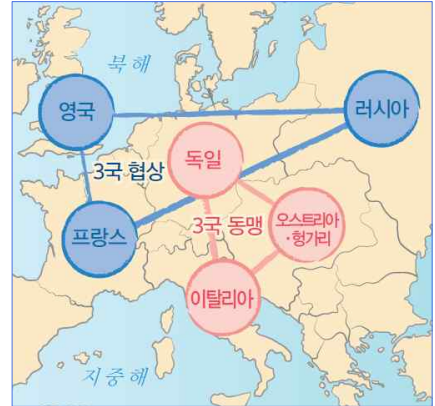 북해
영국
러시아
독일
3국 협상
프랑스
3국 동맹
오스트리아
·헝가리
이탈리아
지중해